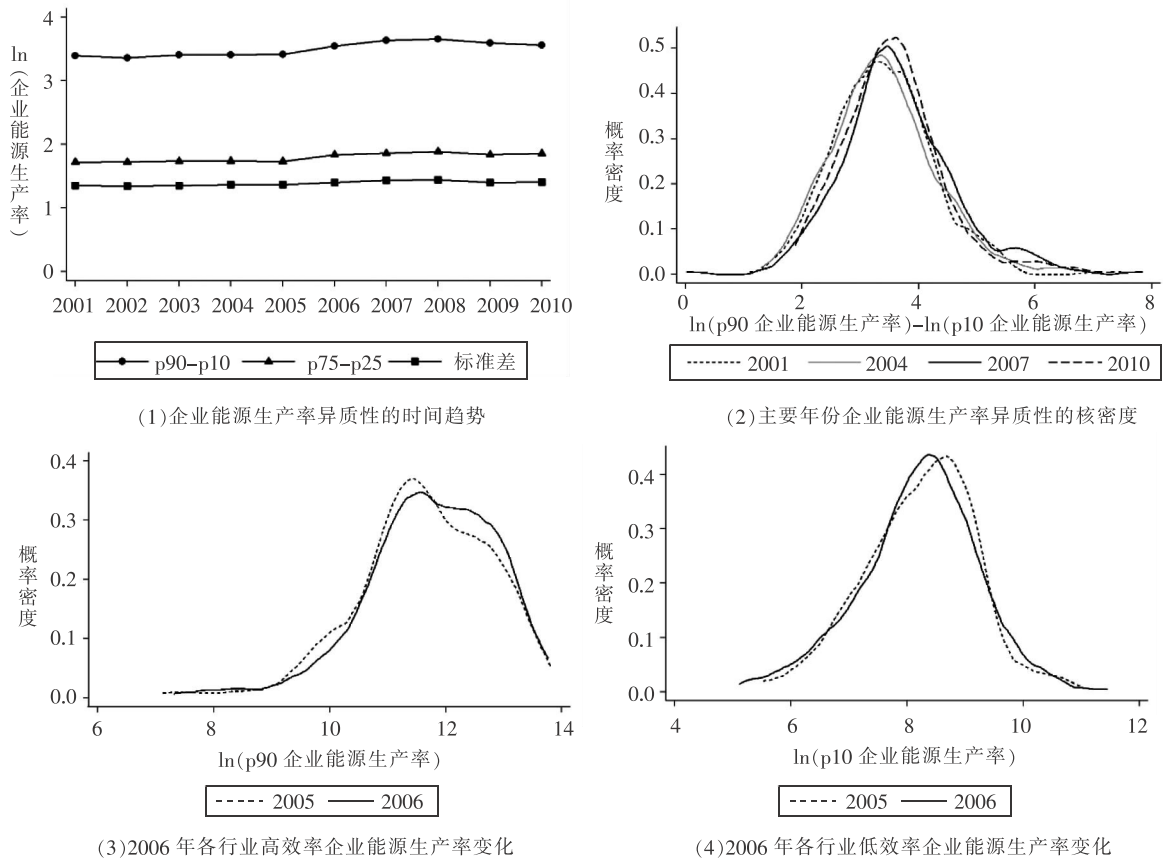 ln(企业能源生产率)
4
3
2
1
0
2001 2002 2003 2004 2005 2006 2007 2008 2009 2010
p90-p10 p75-p25 标准差
(1)企业能源生产率异质性的时间趋势
概率密度
0.5
0.4
0.3
0.2
0.1
0.0
0 2 4 6 8
ln(p90 企业能源生产率)-ln(p10 企业能源生产率)
2001 2004 2007 2010
(2)主要年份企业能源生产率异质性的核密度
概率密度
0.4
0.3
0.2
0.1
0.0
6 8 10 12 14
ln(p90 企业能源生产率)
2005 2006
(3)2006 年各行业高效率企业能源生产率变化
概率密度
0.4
0.3
0.2
0.1
0.0
4 6 8 10 12
ln(p10 企业能源生产率)
2005 2006
(4)2006 年各行业低效率企业能源生产率变化